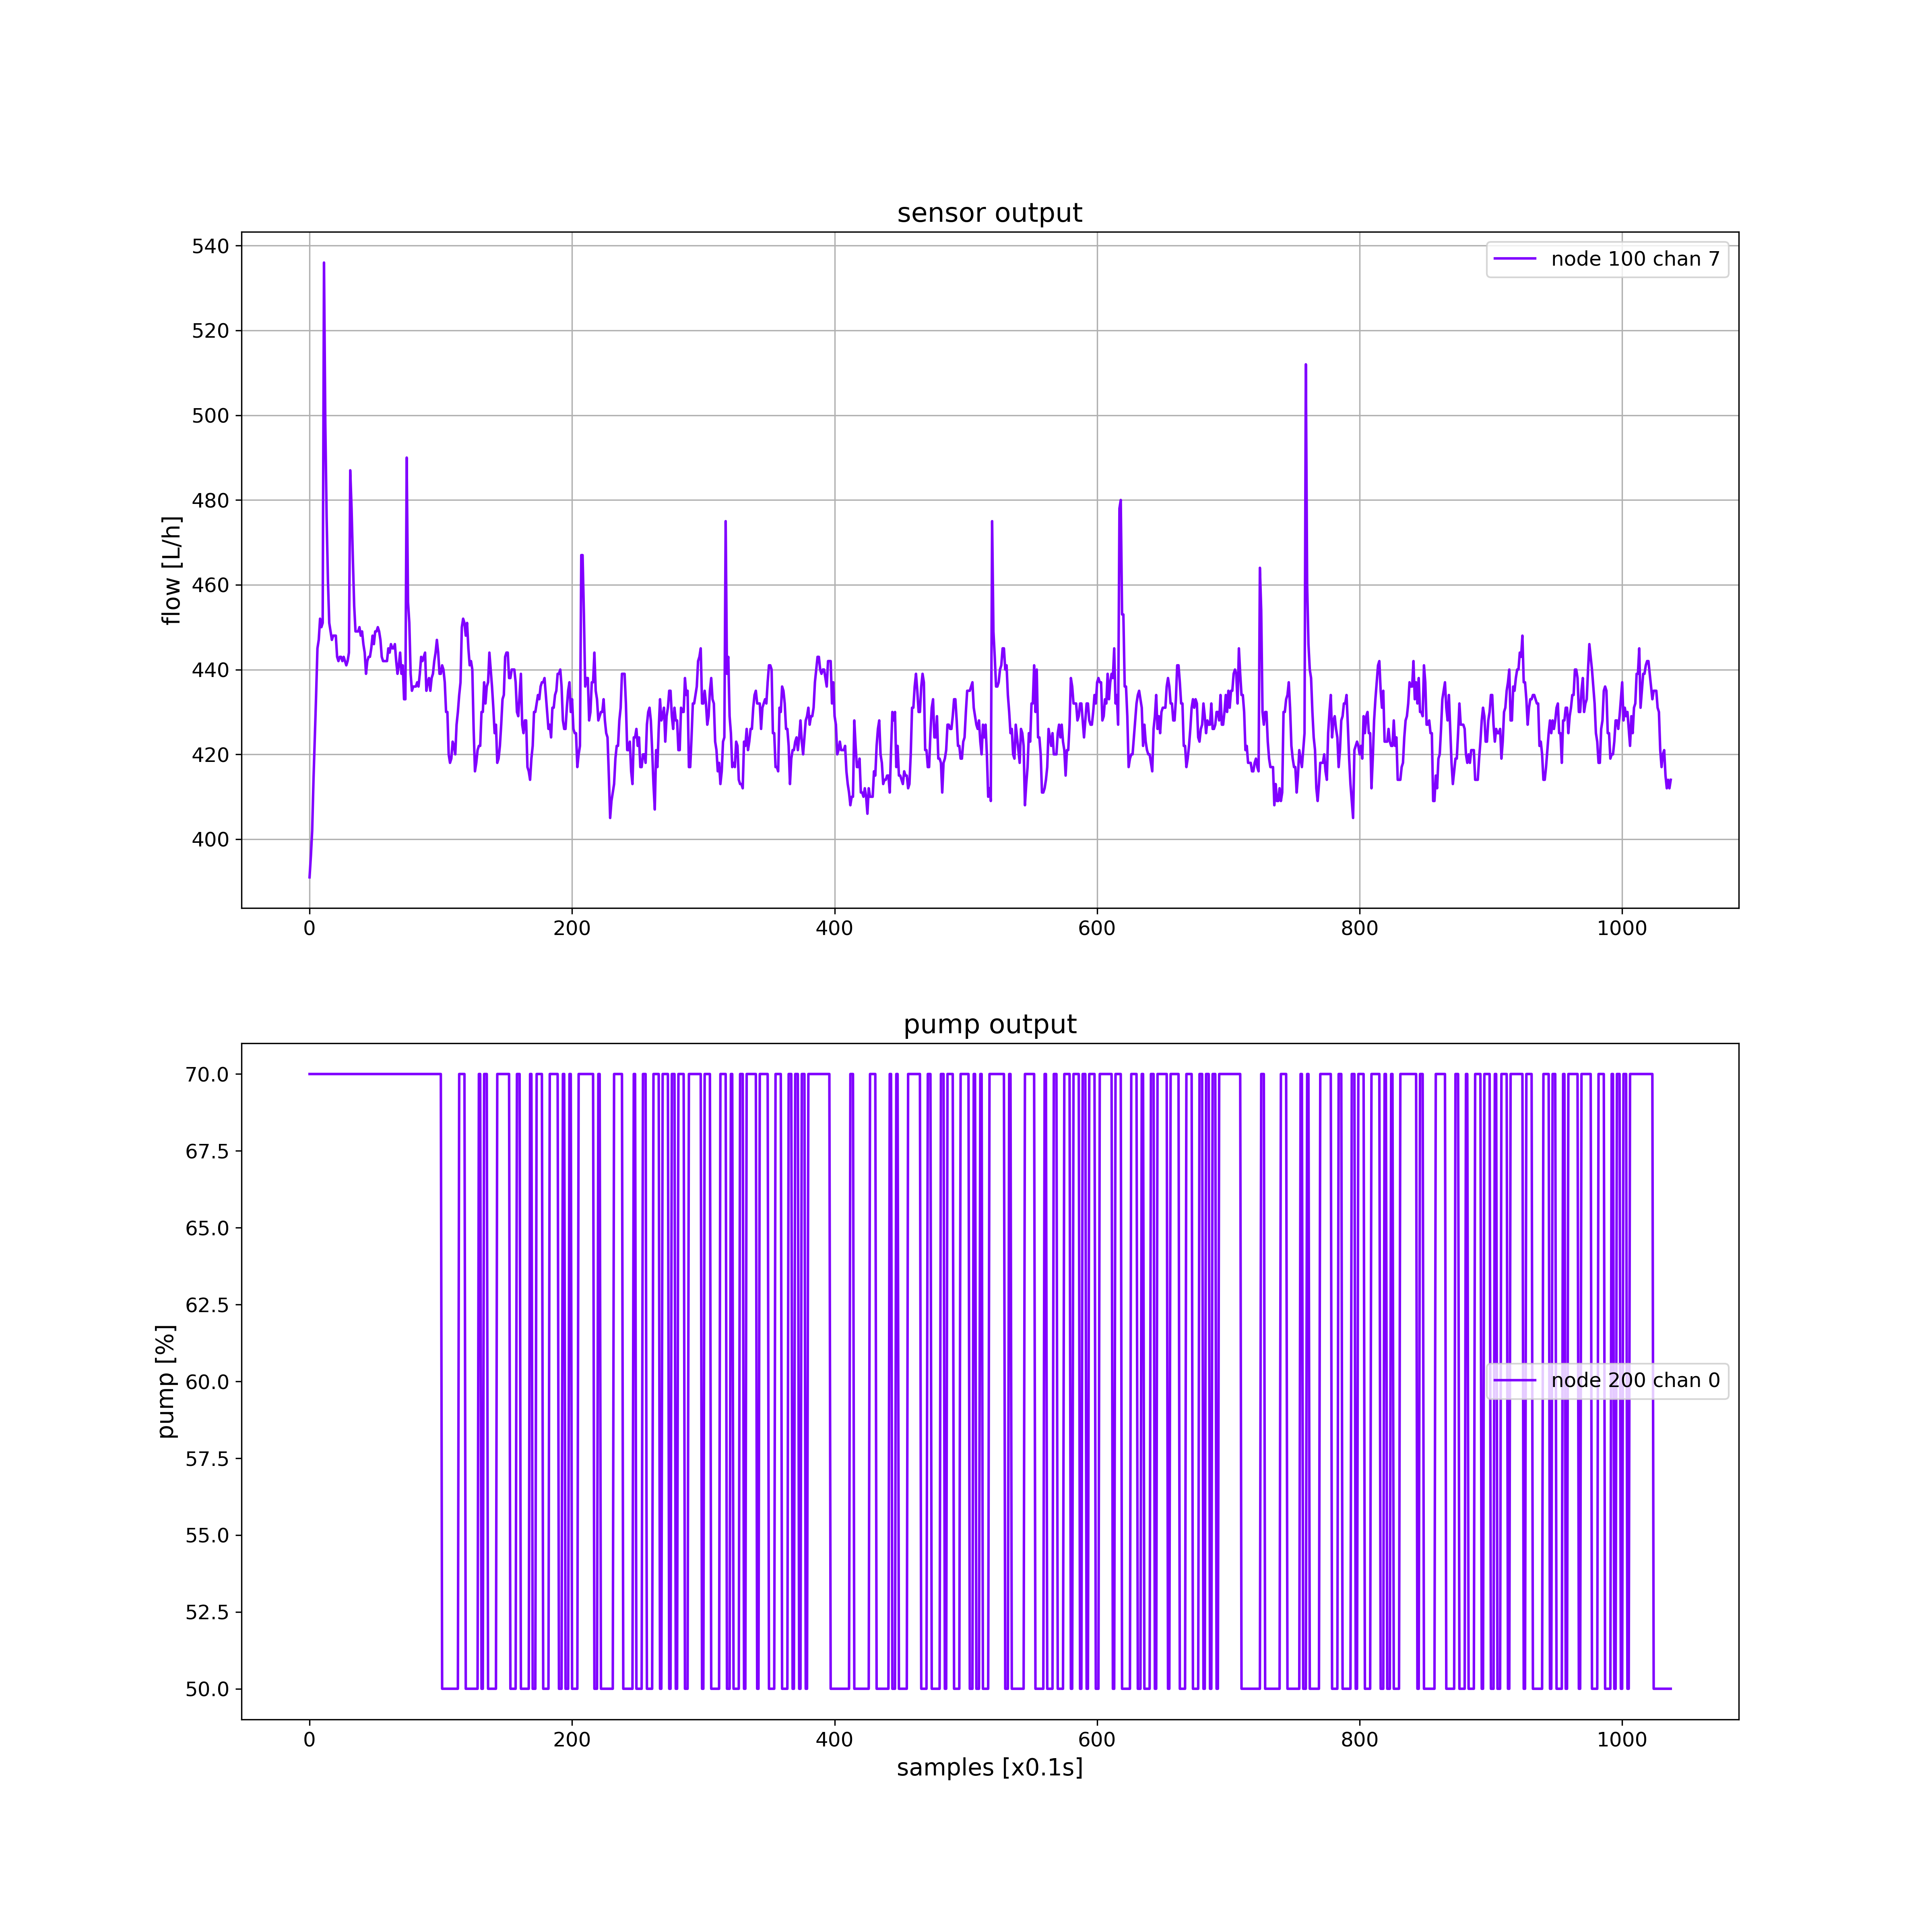 sensor output
node 100 chan 7
flow [L/h]
540
520
500
480
460
440
420
400
0 200 400 600 800 1000
pump output
node 200 chan 0
pump [%]
70.0
67.5
65.0
62.5
60.0
57.5
55.0
52.5
50.0
0 200 400 600 800 1000
samples [x0.1s]